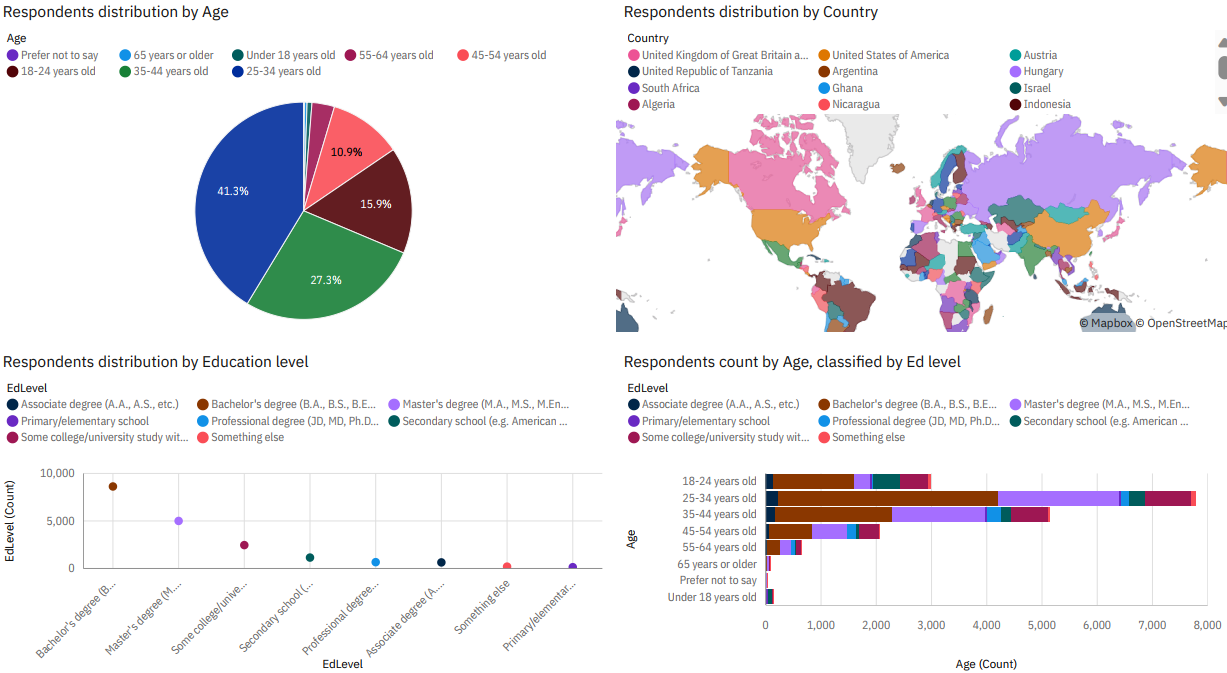 Respondents distribution by Age
Age
Prefer not to say
65 years or older
Under 18 years old
55-64 years old
45-54 years old
18-24 years old
35-44 years old
25-34 years old
10.9%
15.9%
27.3%
41.3%
Respondents distribution by Country
Country
United Kingdom of Great Britain a...
United States of America
Austria
United Republic of Tanzania
Argentina
Hungary
South Africa
Ghana
Israel
Algeria
Nicaragua
Indonesia
© Mapbox © OpenStreetMap
Respondents distribution by Education level
EdLevel
Associate degree (A.A., A.S., etc.)
Bachelor's degree (B.A., B.S., B.E...
Master's degree (M.A., M.S., M.En...
Primary/elementary school
Professional degree (JD, MD, Ph.D...
Secondary school (e.g. American ...
Some college/university study wit...
Something else
EdLevel (Count)
10,000
5,000
0
Bachelor's degree (B...
Master's degree (M....
Some college/unive...
Secondary school (...
Professional degree...
Associate degree (A....
Something else
Primary/elementar...
EdLevel
Respondents count by Age, classified by Ed level
EdLevel
Associate degree (A.A., A.S., etc.)
Bachelor's degree (B.A., B.S., B.E...
Master's degree (M.A., M.S., M.En...
Primary/elementary school
Professional degree (JD, MD, Ph.D...
Secondary school (e.g. American ...
Some college/university study wit...
Something else
Age
18-24 years old
25-34 years old
35-44 years old
45-54 years old
55-64 years old
65 years or older
Prefer not to say
Under 18 years old
0
1,000
2,000
3,000
4,000
5,000
6,000
7,000
8,000
Age (Count)